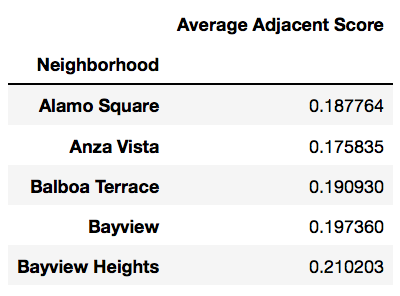 Average Adjacent Score
Neighborhood
Alamo Square 0.187764
Anza Vista 0.175835
Balboa Terrace 0.190930
Bayview 0.197360
Bayview Heights 0.210203